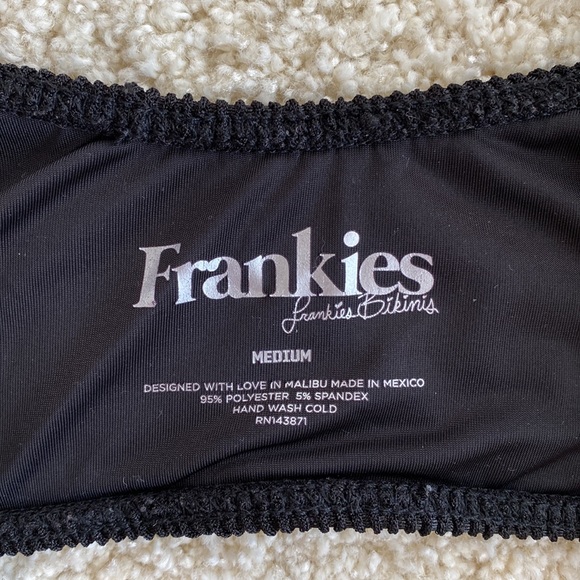 Frankies
frankies Bikinis
MEDIUM
DESIGNED WITH LOVE IN MALIBU MADE IN MEXICO
95% POLYESTER 5% SPANDEX
HAND WASH COLD
RN143871